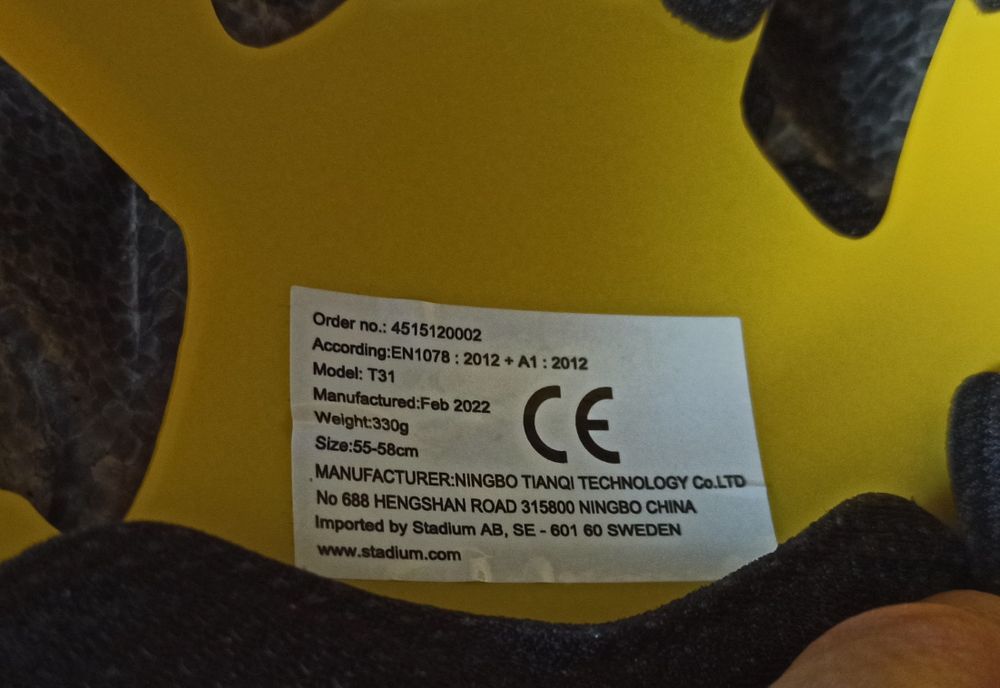 Order no.: 4515120002
According:EN1078 : 2012 + A1 : 2012
Model: T31
Manufactured:Feb 2022
Weight:330g
Size:55-58cm
CE
MANUFACTURER:NINGBO TIANQI TECHNOLOGY Co.LTD
No 688 HENGSHAN ROAD 315800 NINGBO CHINA
Imported by Stadium AB, SE - 601 60 SWEDEN
www.stadium.com